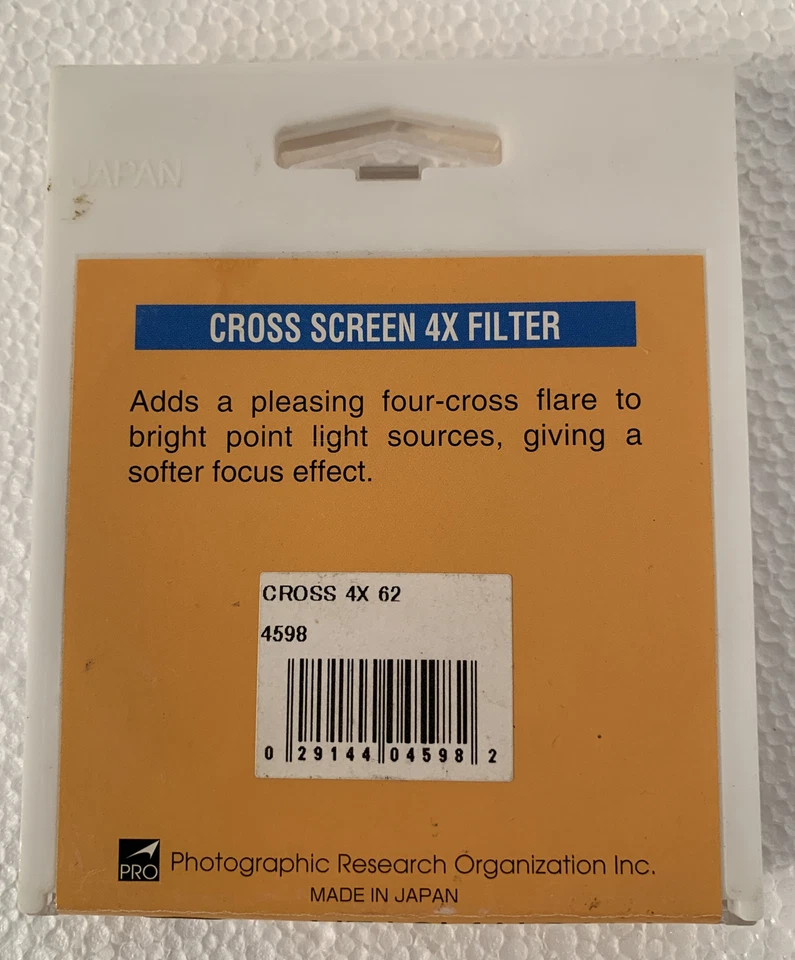 JAPAN
CROSS SCREEN 4X FILTER
Adds a pleasing four-cross flare to
bright point light sources, giving a
softer focus effect.
CROSS 4X 62
4598
0 29144 04598 2
PRO Photographic Research Organization Inc.
MADE IN JAPAN